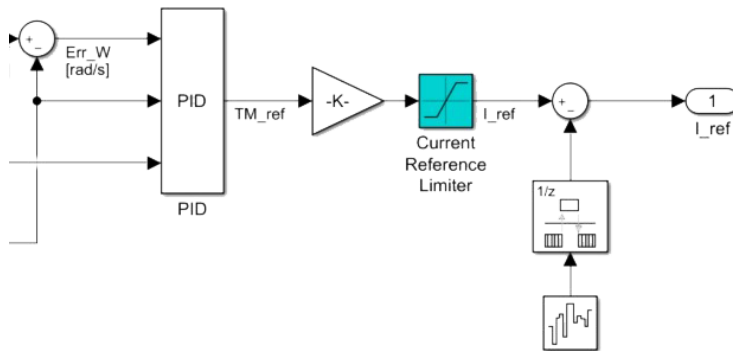 +
-
Err_W
[rad/s]
PID
PID
TM_ref
-K-
I_ref
Current
Reference
Limiter
+
-
1
I_ref
1/z